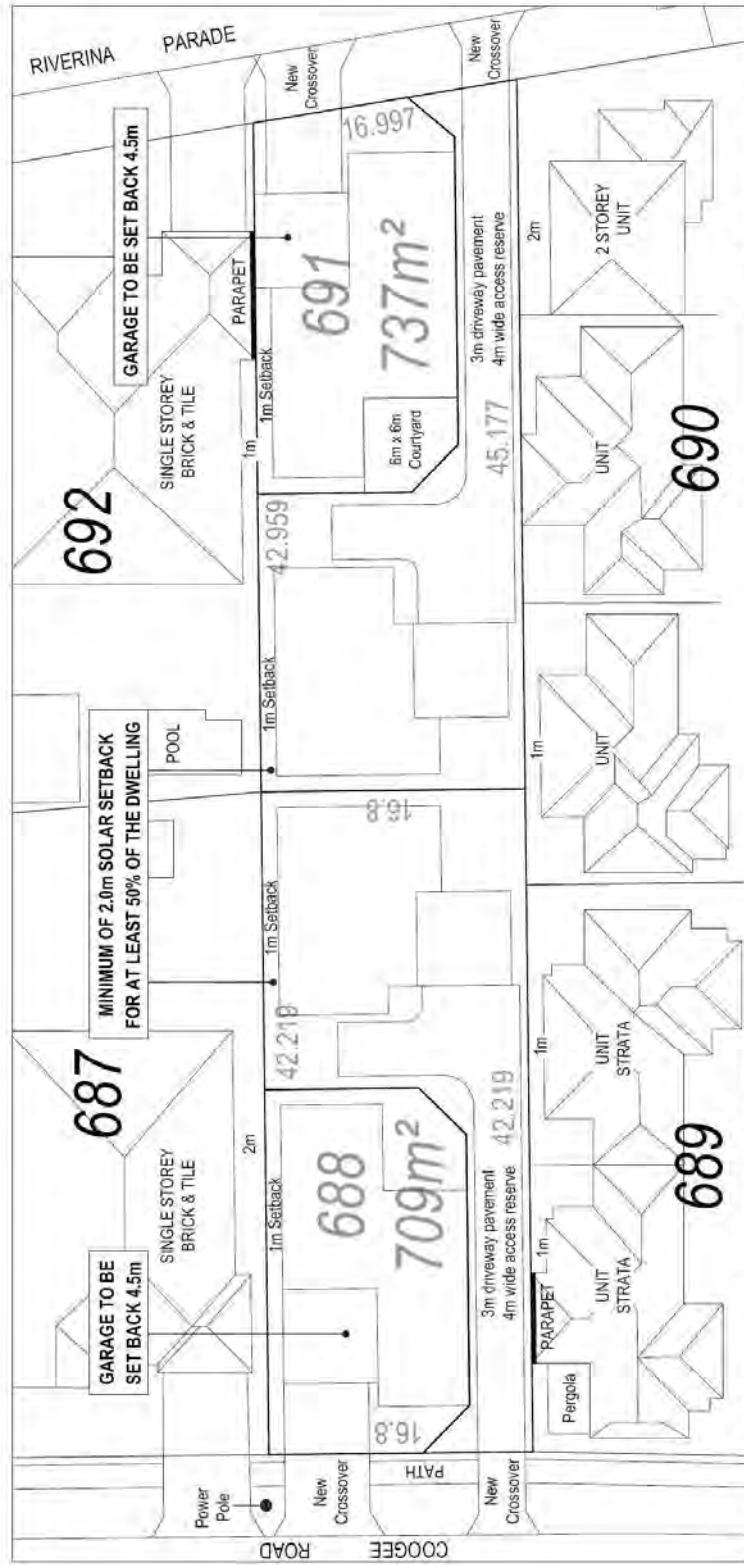 RIVERINA PARADE
New
Crossover
New
Crossover
GARAGE TO BE SET BACK 4.5m
16.997
PARAPET
691
737m²
1m Setback
1m
6m x 6m
Courtyard
3m driveway pavement
4m wide access reserve
45.177
2m
2 STOREY
UNIT
692
SINGLE STOREY
BRICK & TILE
42.959
UNIT
690
1m Setback
MINIMUM OF 2.0m SOLAR SETBACK
FOR AT LEAST 50% OF THE DWELLING
POOL
16.8
1m
UNIT
1m Setback
687
SINGLE STOREY
BRICK & TILE
42.219
2m
1m Setback
688
709m²
3m driveway pavement
4m wide access reserve
42.219
1m
UNIT
STRATA
689
GARAGE TO BE
SET BACK 4.5m
16.8
1m
PARAPET
UNIT
STRATA
Pergola
Power
Pole
New
Crossover
PATH
New
Crossover
COOGEE ROAD